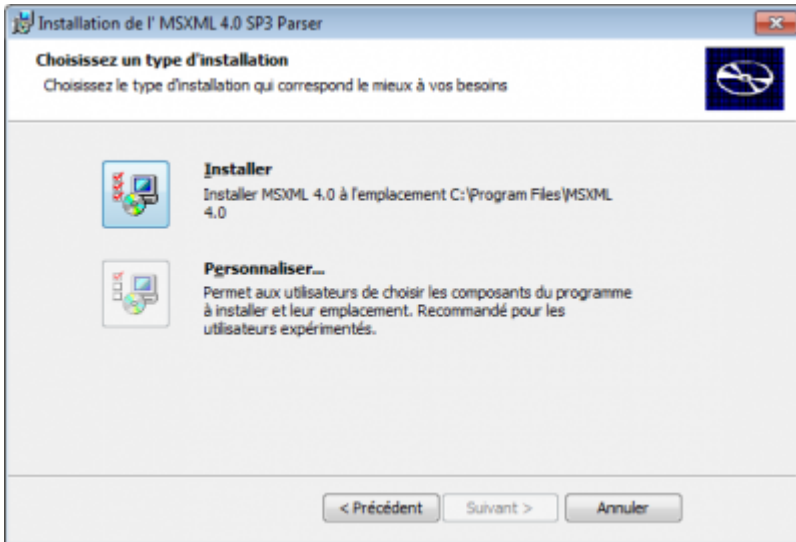 Installation de l' MSXML 4.0 SP3 Parser
Choisissez un type d'installation
Choisissez le type d'installation qui correspond le mieux à vos besoins
Installer
Installer MSXML 4.0 à l'emplacement C:\Program Files\MSXML
4.0
Personnaliser...
Permet aux utilisateurs de choisir les composants du programme
à installer et leur emplacement. Recommandé pour les
utilisateurs expérimentés.
< Précédent
Suivant >
Annuler